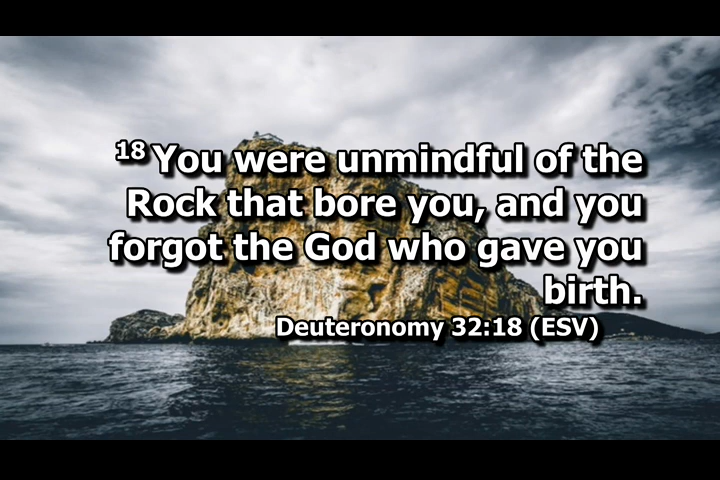 18 You were unmindful of the
Rock that bore you, and you
forgot the God who gave you
birth.
Deuteronomy 32:18 (ESV)